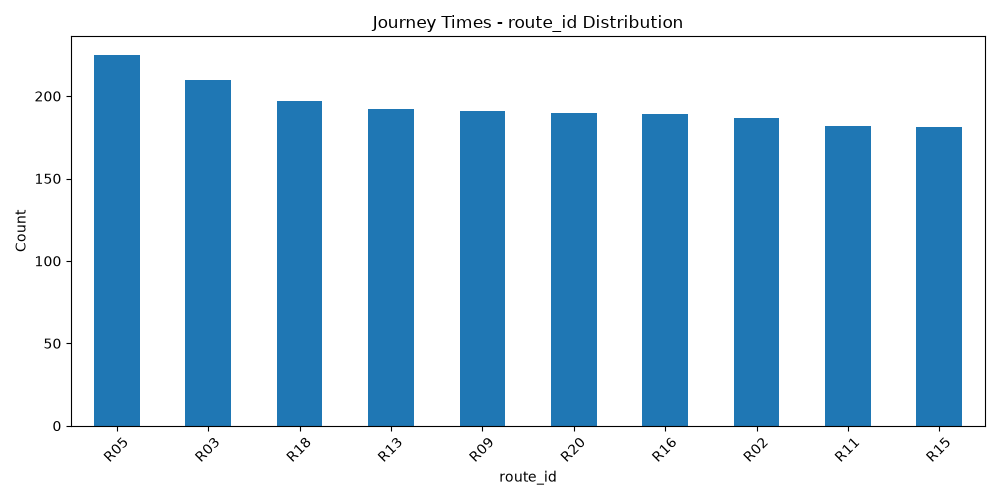 Journey Times - route_id Distribution
Count
200
150
100
50
0
R05 R03 R18 R13 R09 R20 R16 R02 R11 R15
route_id